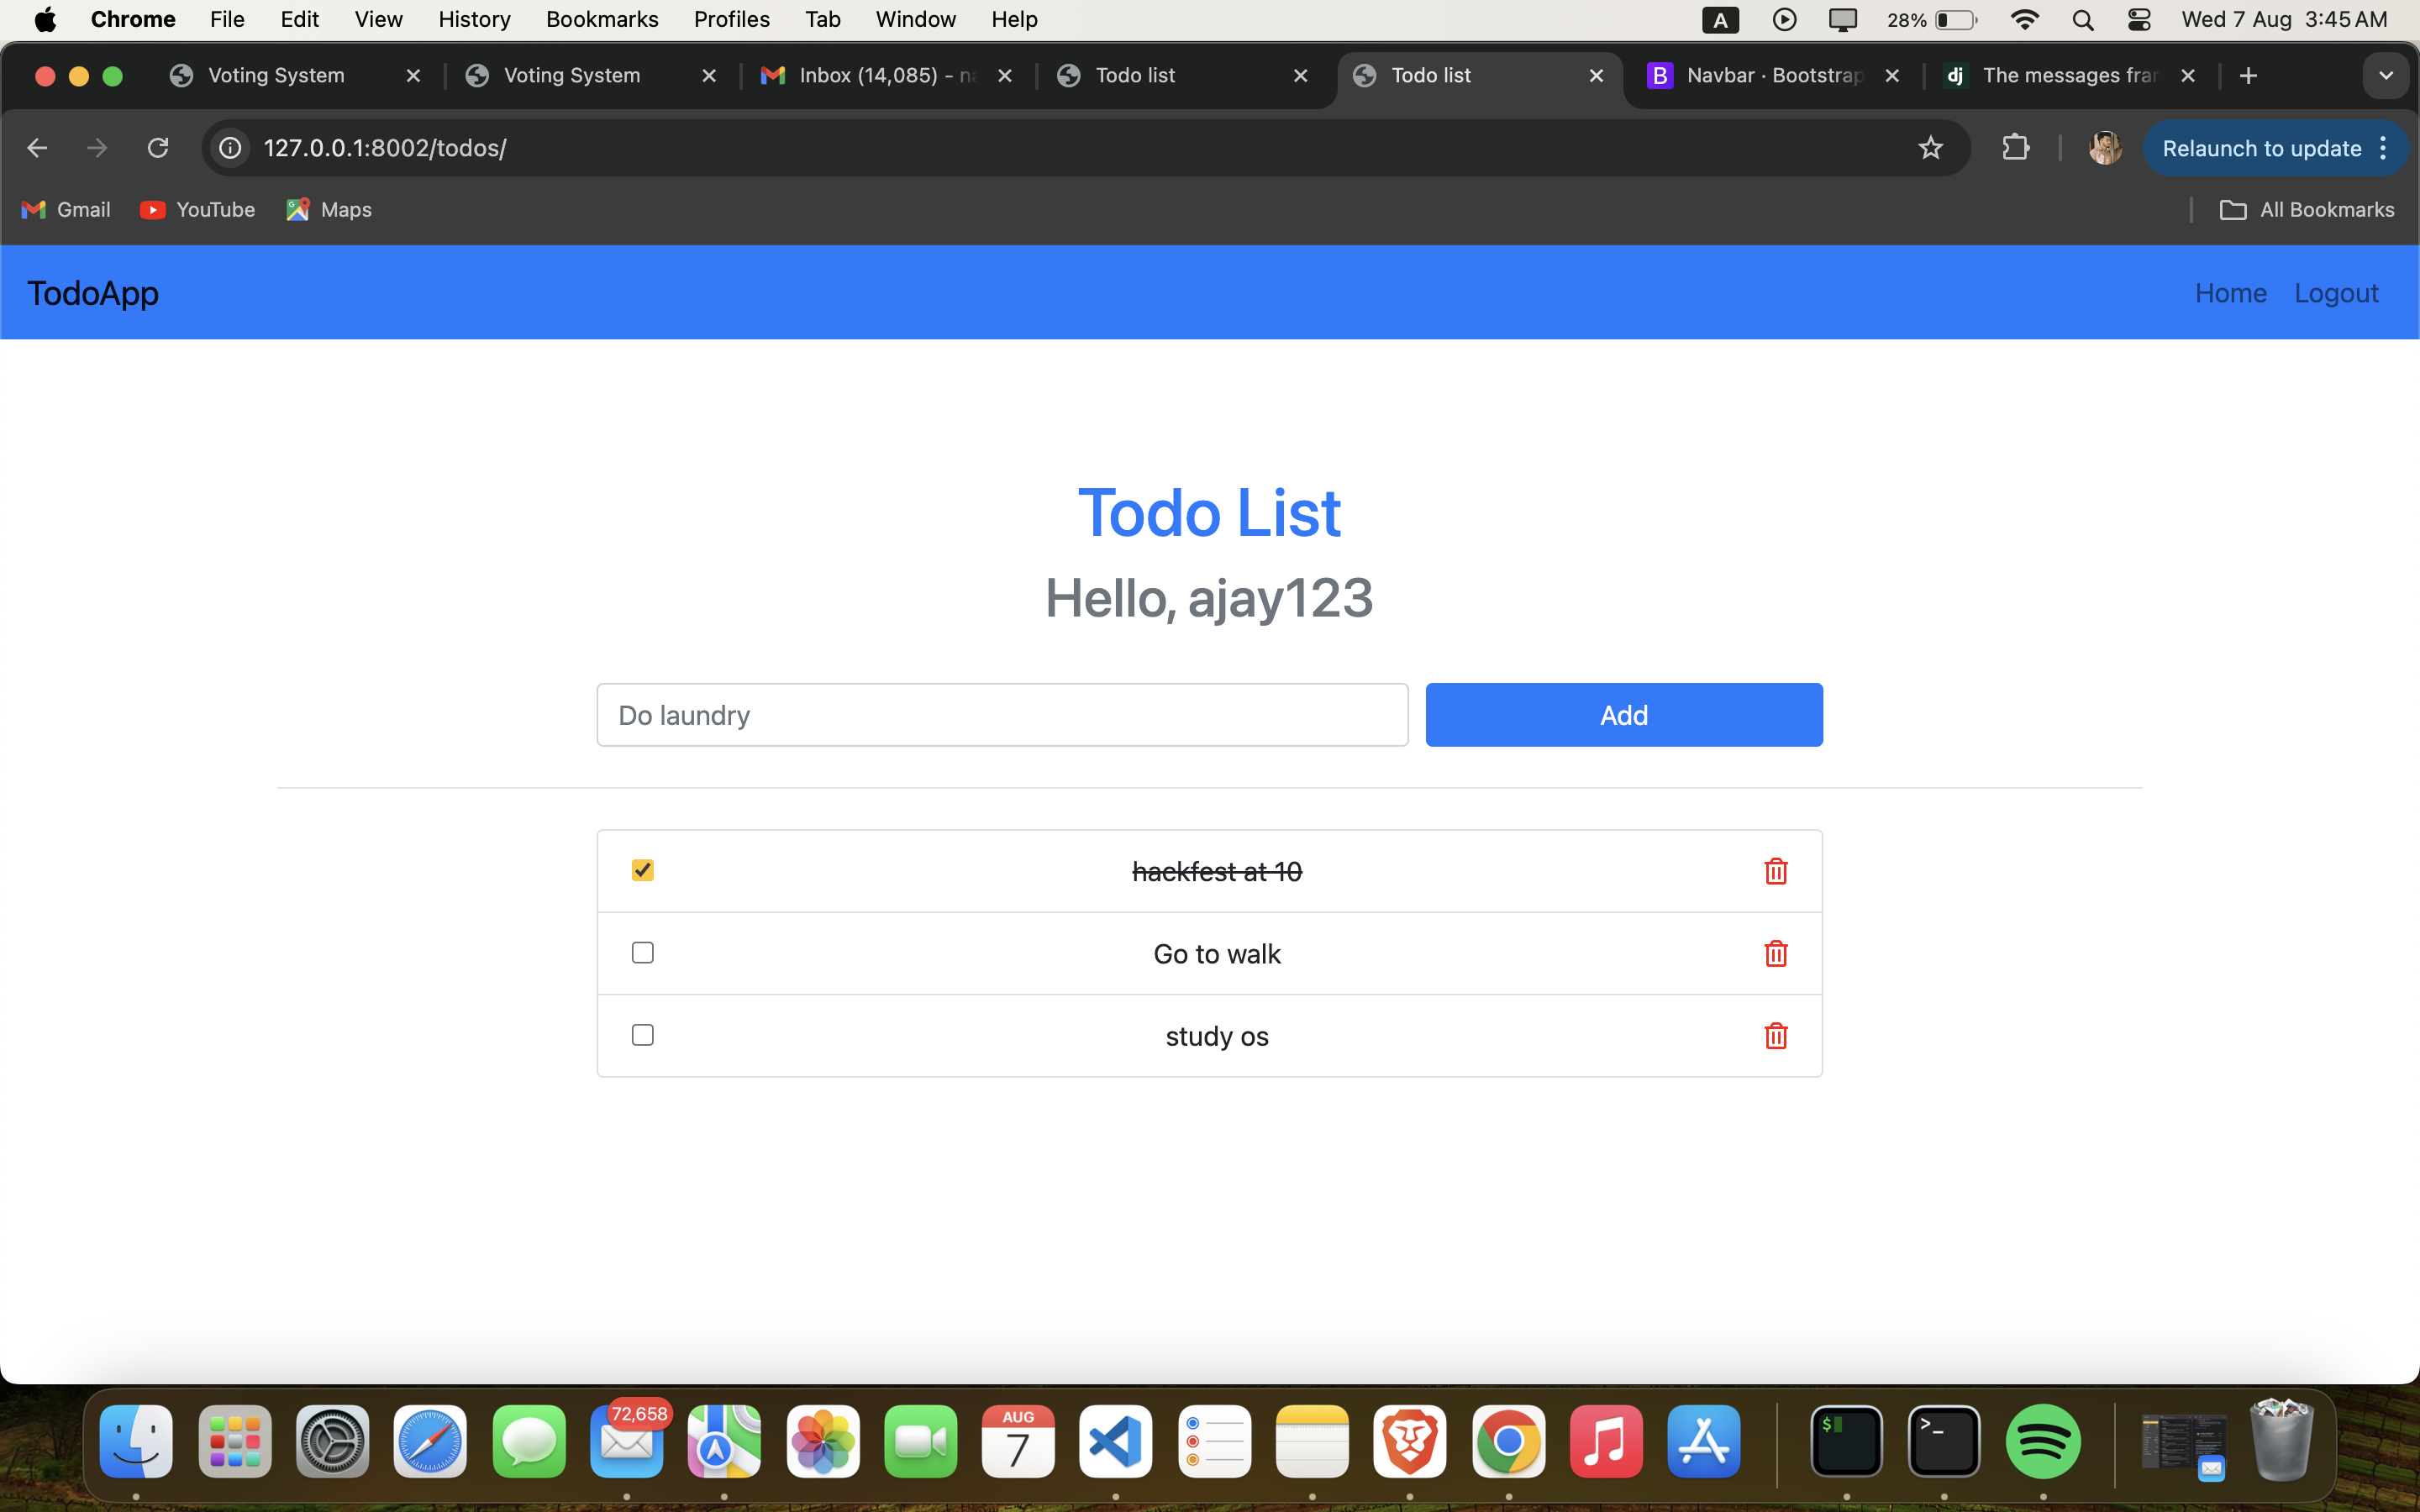 Chrome File Edit View History Bookmarks Profiles Tab Window Help A 28% Wed 7 Aug 3:45 AM
Voting System Voting System Inbox (14,085) - na Todo list Todo list B Navbar · Bootstrap dj The messages fra
127.0.0.1:8002/todos/ Relaunch to update
Gmail YouTube Maps All Bookmarks
TodoApp Home Logout
Todo List
Hello, ajay123
Do laundry Add
hackfest at 10
Go to walk
study os
72,658 AUG
7
$ >_